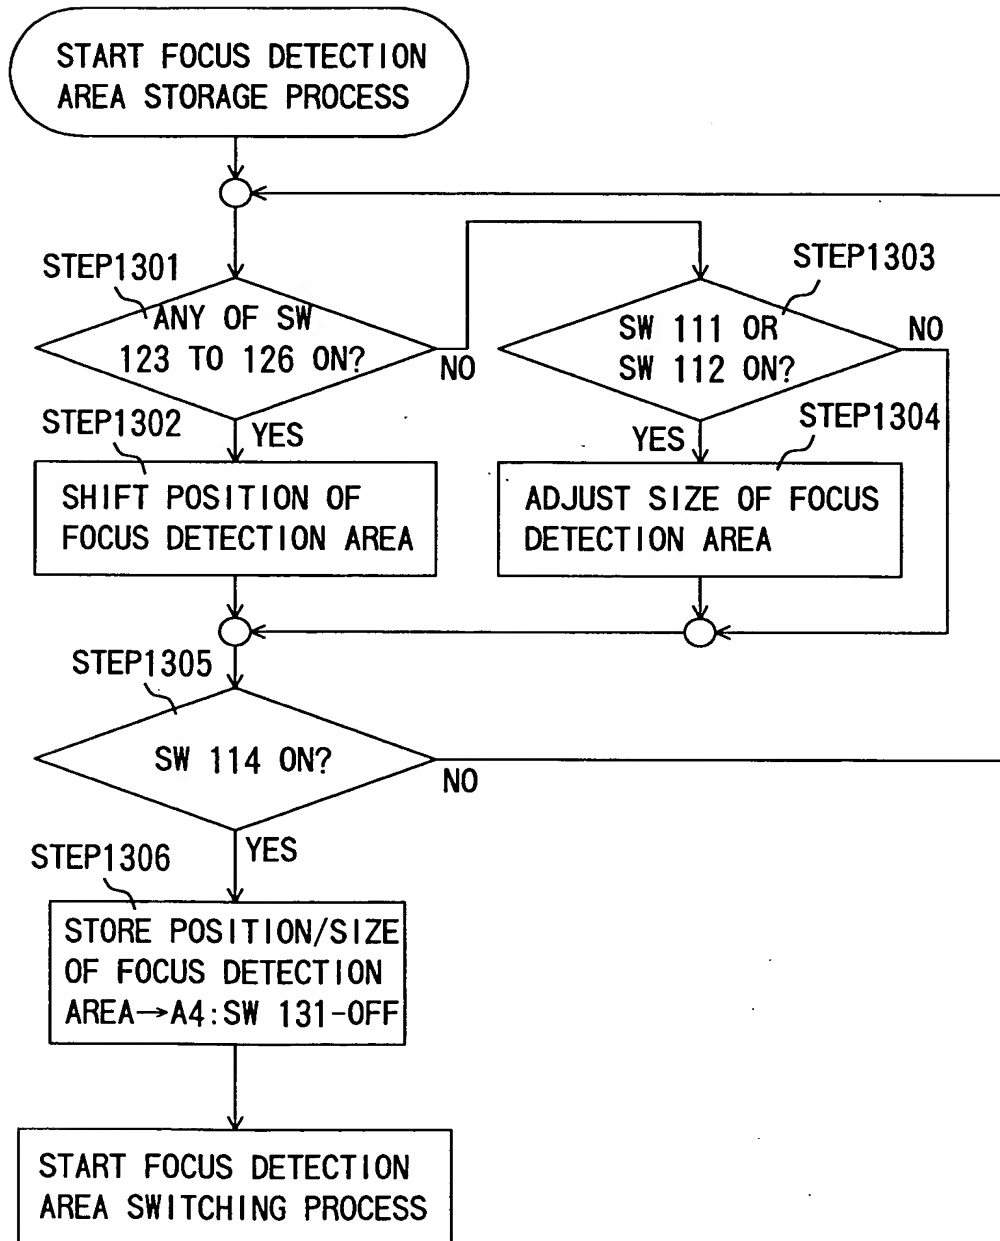 START FOCUS DETECTION
AREA STORAGE PROCESS
STEP1301
ANY OF SW
123 TO 126 ON?
NO
STEP1303
SW 111 OR
SW 112 ON?
NO
STEP1302
YES
SHIFT POSITION OF
FOCUS DETECTION AREA
STEP1304
YES
ADJUST SIZE OF FOCUS
DETECTION AREA
STEP1305
SW 114 ON?
NO
STEP1306
YES
STORE POSITION/SIZE
OF FOCUS DETECTION
AREA→A4:SW 131-OFF
START FOCUS DETECTION
AREA SWITCHING PROCESS